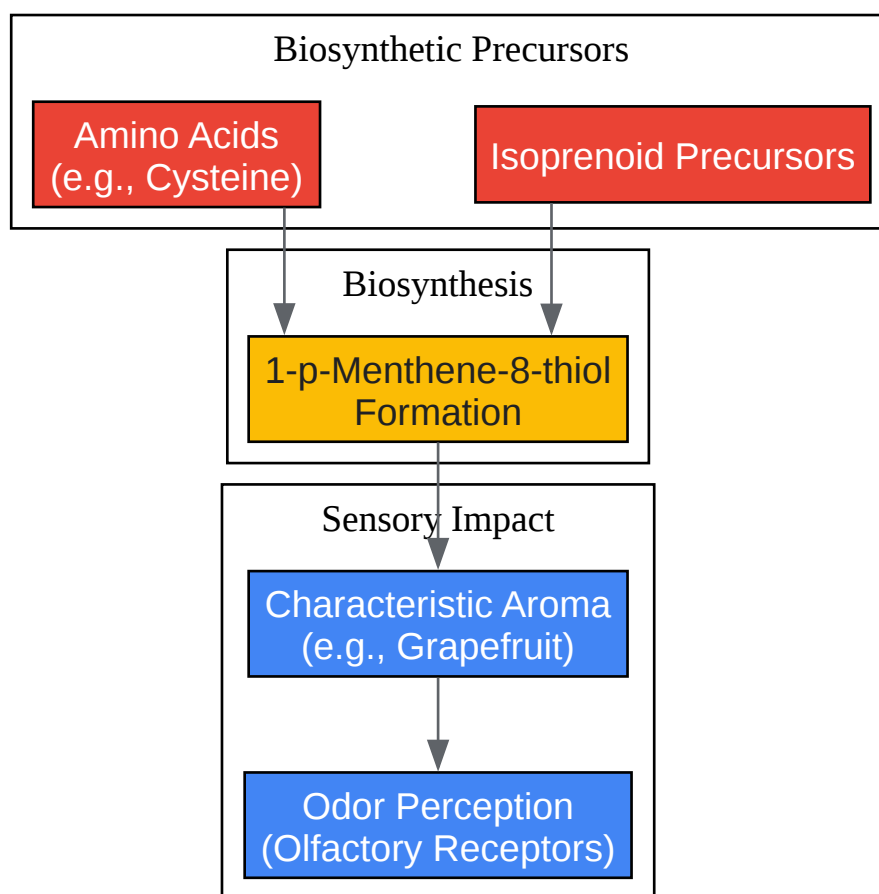 Biosynthetic Precursors
Amino Acids
(e.g., Cysteine)
Isoprenoid Precursors
Biosynthesis
1-p-Menthene-8-thiol
Formation
Sensory Impact
Characteristic Aroma
(e.g., Grapefruit)
Odor Perception
(Olfactory Receptors)